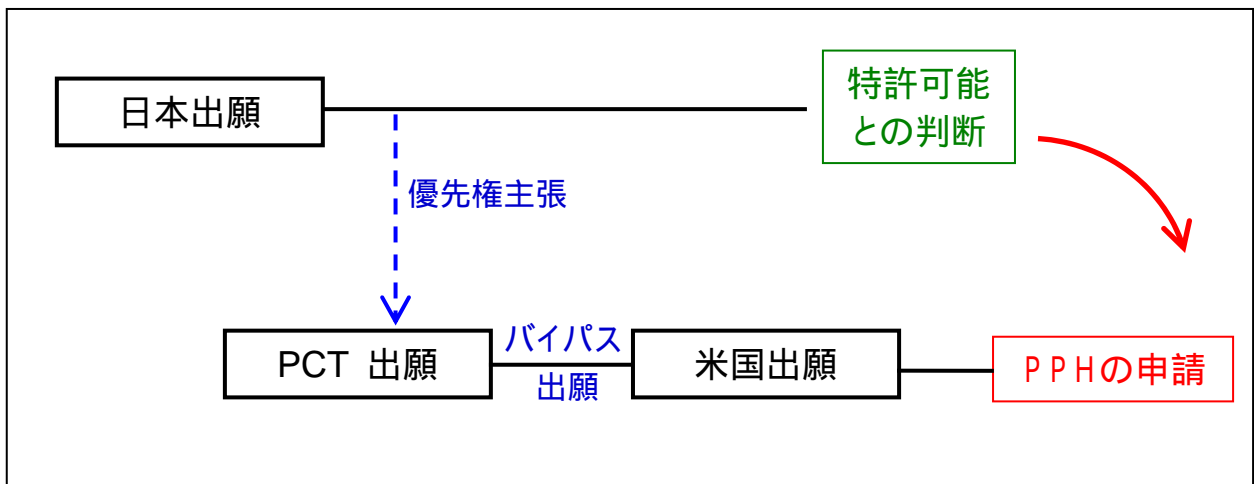 日本出願
特許可能
との判断
優先権主張
PCT 出願
バイパス
出願
米国出願
ＰＰＨの申請